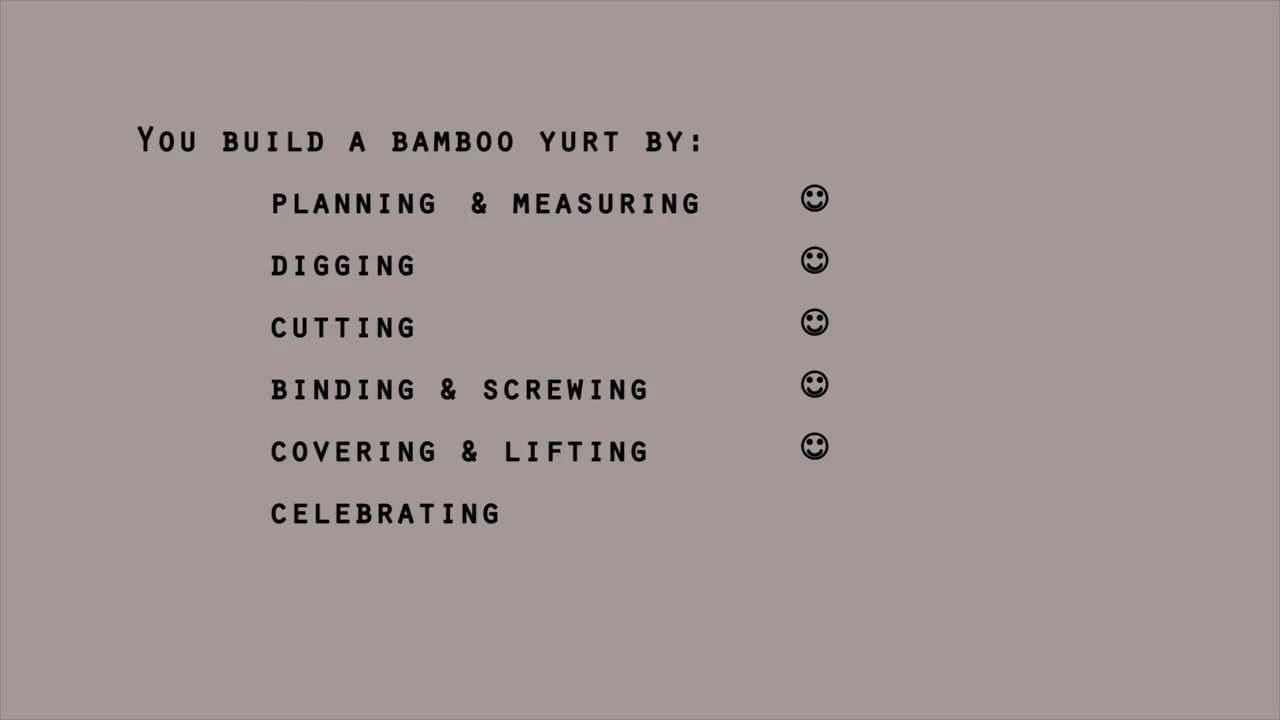 You build a bamboo yurt by:
planning & measuring ☺
digging ☺
cutting ☺
binding & screwing ☺
covering & lifting ☺
celebrating